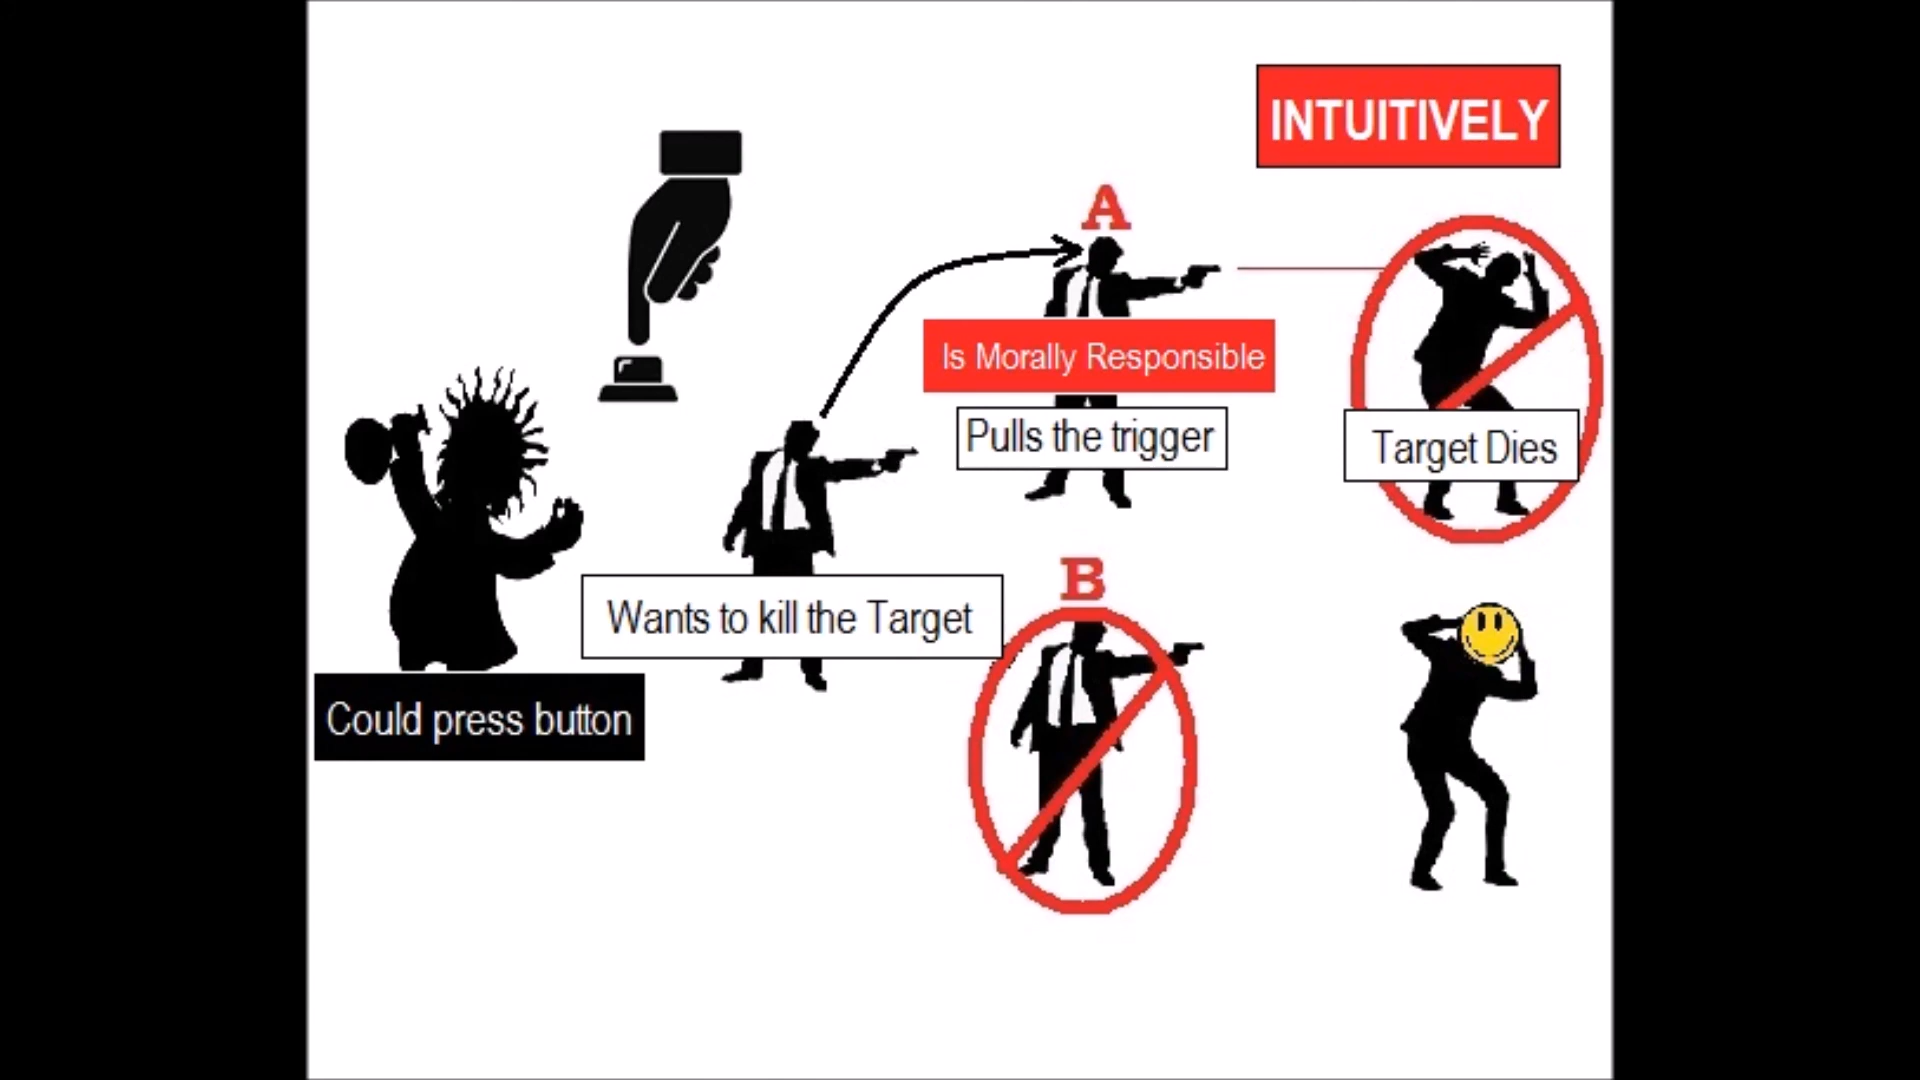 INTUITIVELY
A
Is Morally Responsible
Pulls the trigger
Target Dies
Wants to kill the Target
B
Could press button